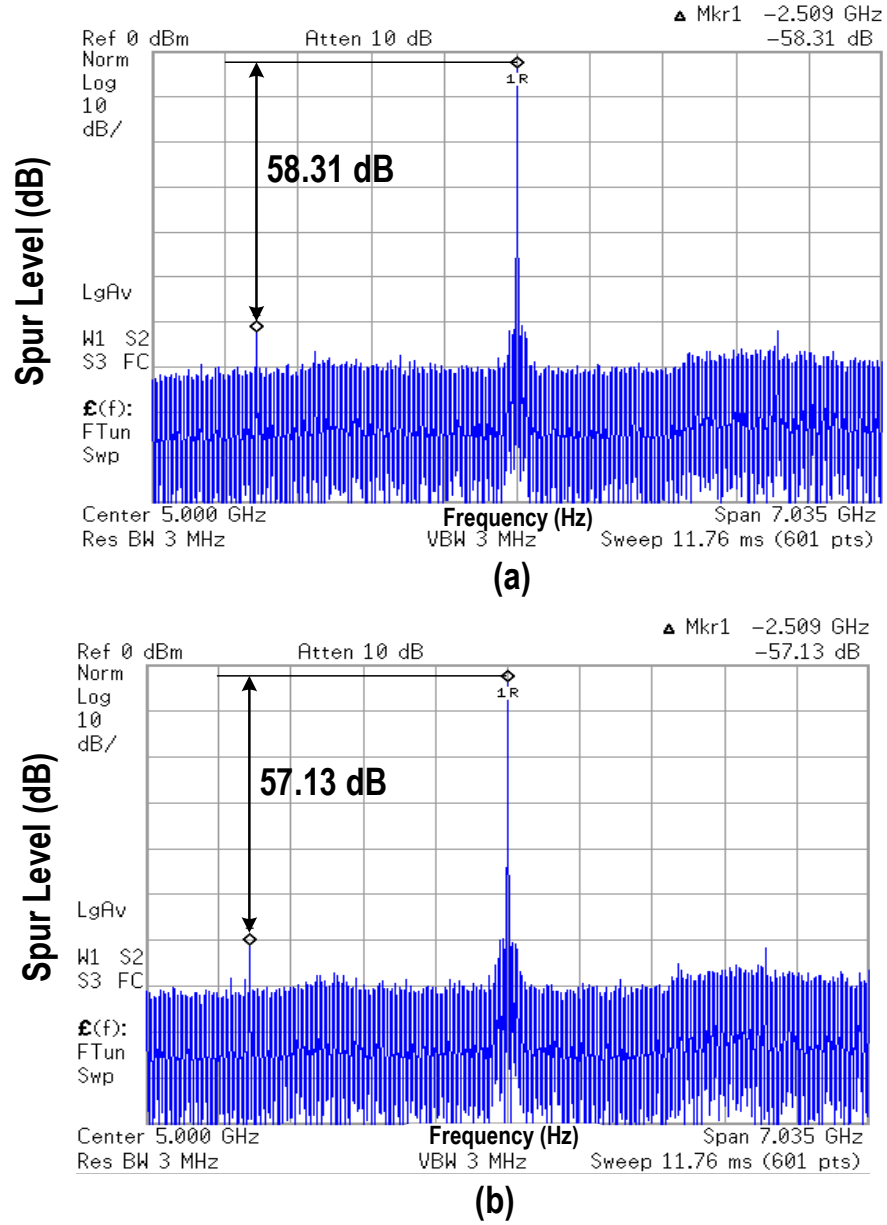 Δ Mkr1 -2.509 GHz
Ref 0 dBm Atten 10 dB -58.31 dB
Norm
Log
10
dB/
1R
58.31 dB
Spur Level (dB)
LgAv
W1 S2
S3 FC
£(f):
FTun
Swp
Center 5.000 GHz Frequency (Hz) Span 7.035 GHz
Res BW 3 MHz VBW 3 MHz Sweep 11.76 ms (601 pts)
(a)
Δ Mkr1 -2.509 GHz
Ref 0 dBm Atten 10 dB -57.13 dB
Norm
Log
10
dB/
1R
57.13 dB
Spur Level (dB)
LgAv
W1 S2
S3 FC
£(f):
FTun
Swp
Center 5.000 GHz Frequency (Hz) Span 7.035 GHz
Res BW 3 MHz VBW 3 MHz Sweep 11.76 ms (601 pts)
(b)